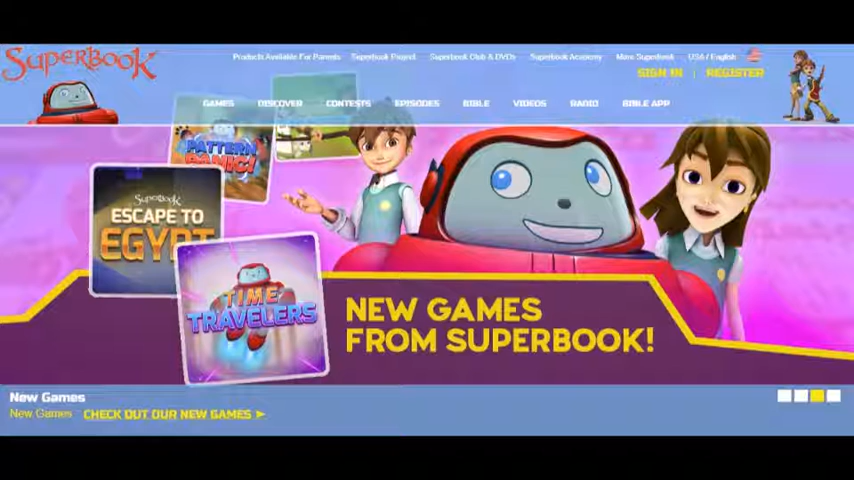 SUPERBOOK
Products Available For Parents
Superbook Project
Superbook Club & DVDs
Superbook Academy
More Superbook
USA / English
SIGN IN | REGISTER
GAMES
DISCOVER
CONTESTS
EPISODES
BIBLE
VIDEOS
RADIO
BIBLE APP
PATTERN
PANIC!
SUPERBOOK
ESCAPE TO
EGYPT
TIME
TRAVELERS
NEW GAMES
FROM SUPERBOOK!
New Games
New Games CHECK OUT OUR NEW GAMES ►